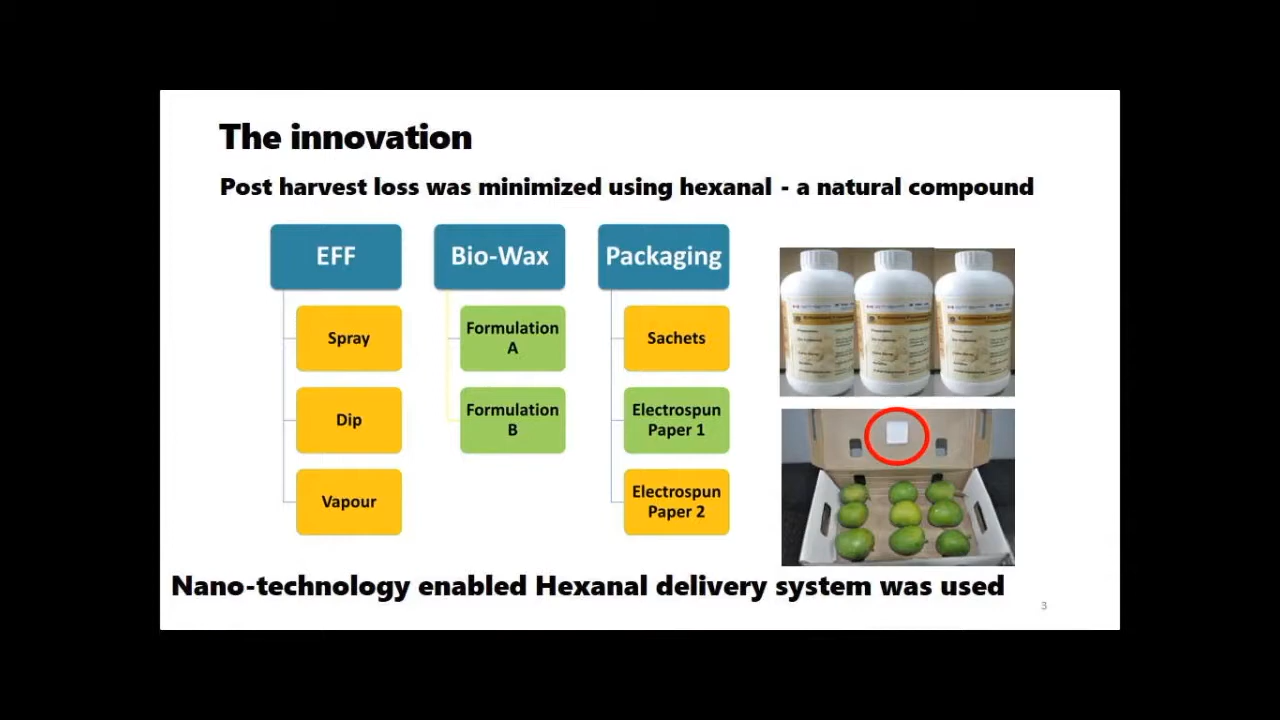 The innovation
Post harvest loss was minimized using hexanal - a natural compound
EFF
Bio-Wax
Packaging
Spray
Formulation
A
Sachets
Dip
Formulation
B
Electrospun
Paper 1
Vapour
Electrospun
Paper 2
Nano-technology enabled Hexanal delivery system was used
3